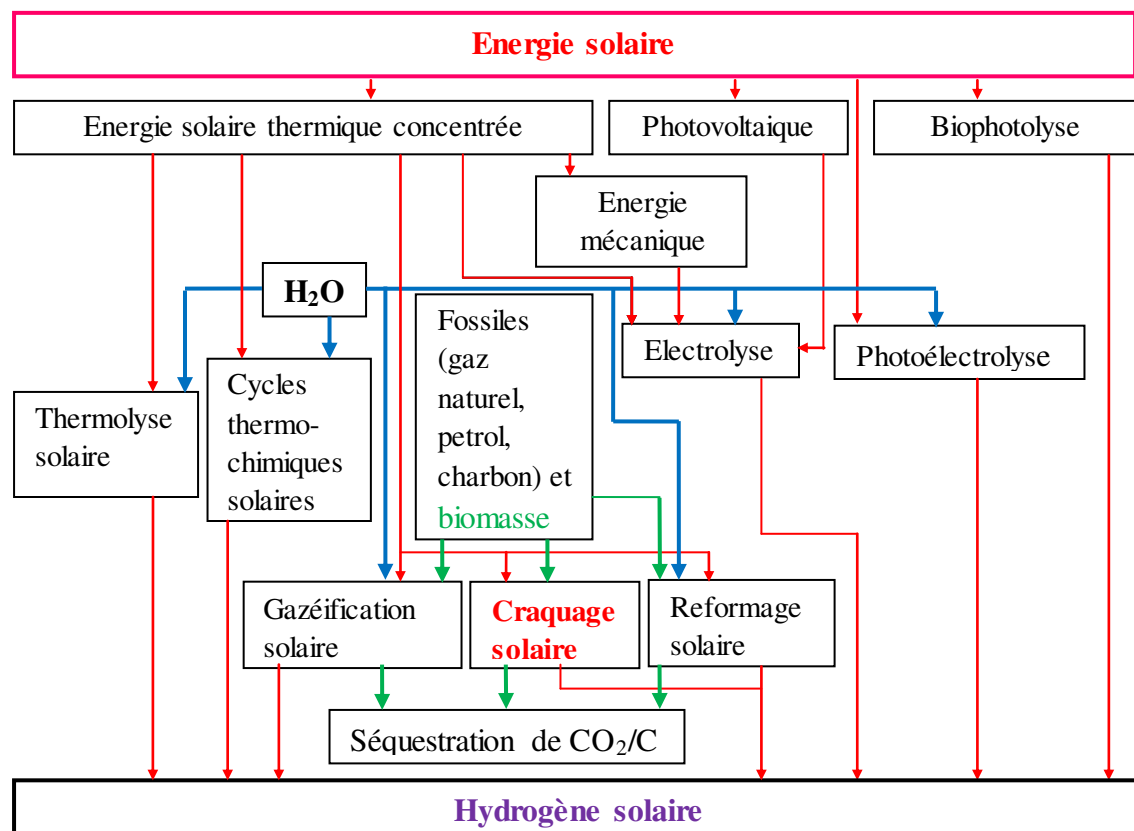 Energie solaire
Energie solaire thermique concentrée
Photovoltaique
Biophotolyse
Energie
mécanique
H₂O
Fossiles
(gaz
naturel,
petrol,
charbon) et
biomasse
Electrolyse
Photoélectrolyse
Thermolyse
solaire
Cycles
thermo-
chimiques
solaires
Gazéification
solaire
Craquage
solaire
Reformage
solaire
Séquestration de CO₂/C
Hydrogène solaire